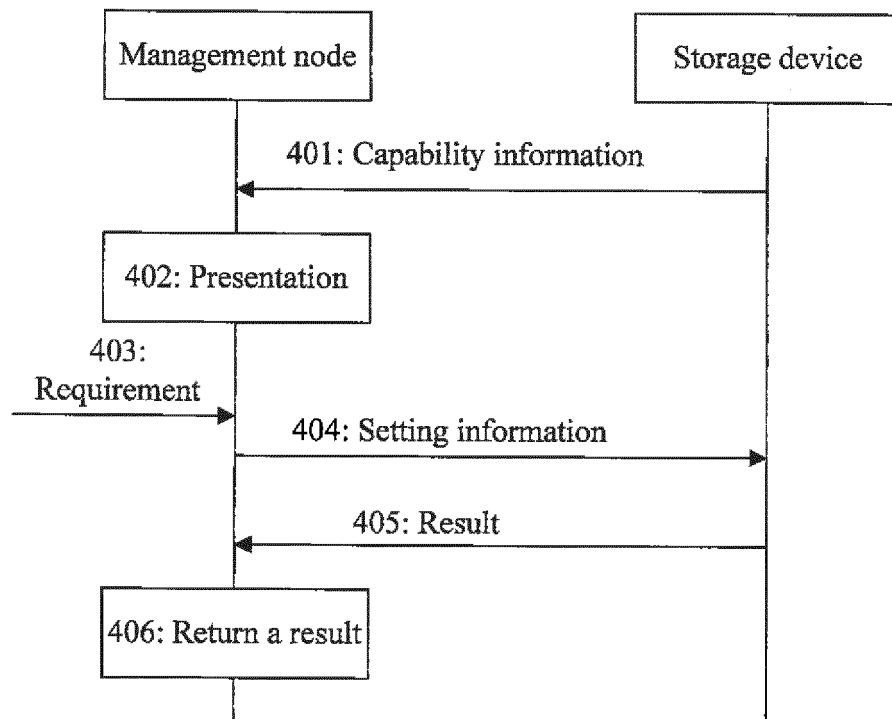 Management node
Storage device
401: Capability information
402: Presentation
403:
Requirement
404: Setting information
405: Result
406: Return a result